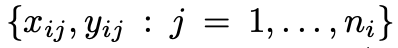 {x_{ij}, y_{ij} : j = 1, . . . , n_i}